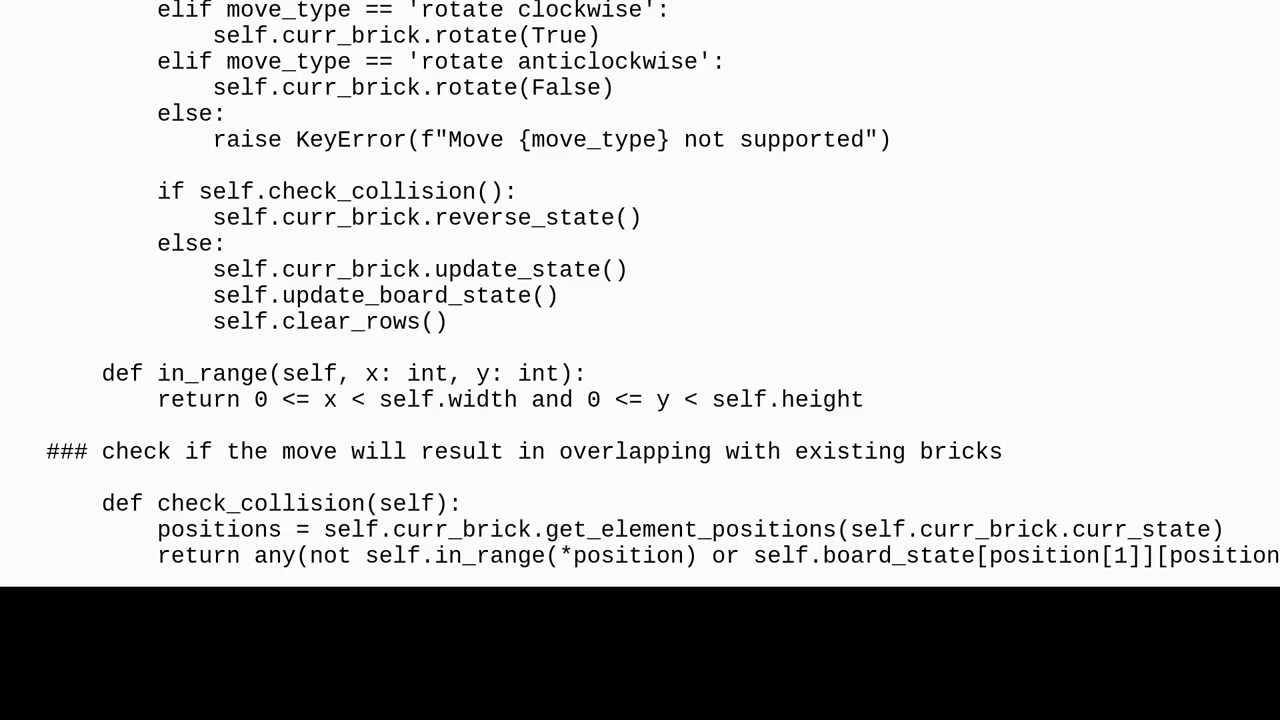 elif move_type == 'rotate clockwise':
self.curr_brick.rotate(True)
elif move_type == 'rotate anticlockwise':
self.curr_brick.rotate(False)
else:
raise KeyError(f"Move {move_type} not supported")
if self.check_collision():
self.curr_brick.reverse_state()
else:
self.curr_brick.update_state()
self.update_board_state()
self.clear_rows()
def in_range(self, x: int, y: int):
return 0 <= x < self.width and 0 <= y < self.height
### check if the move will result in overlapping with existing bricks
def check_collision(self):
positions = self.curr_brick.get_element_positions(self.curr_brick.curr_state)
return any(not self.in_range(*position) or self.board_state[position[1]][position